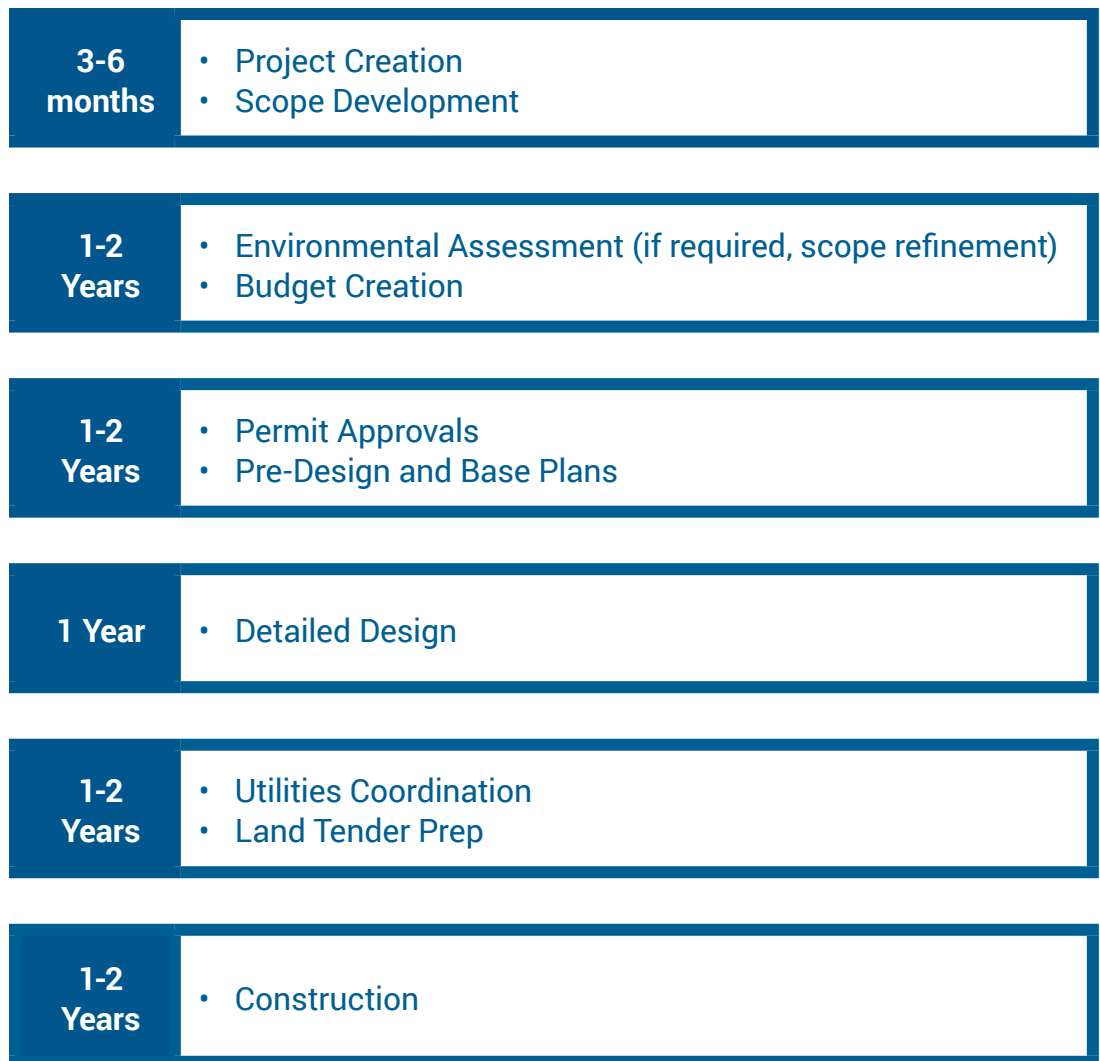 3-6
months
• Project Creation
• Scope Development
1-2
Years
• Environmental Assessment (if required, scope refinement)
• Budget Creation
1-2
Years
• Permit Approvals
• Pre-Design and Base Plans
1 Year
• Detailed Design
1-2
Years
• Utilities Coordination
• Land Tender Prep
1-2
Years
• Construction